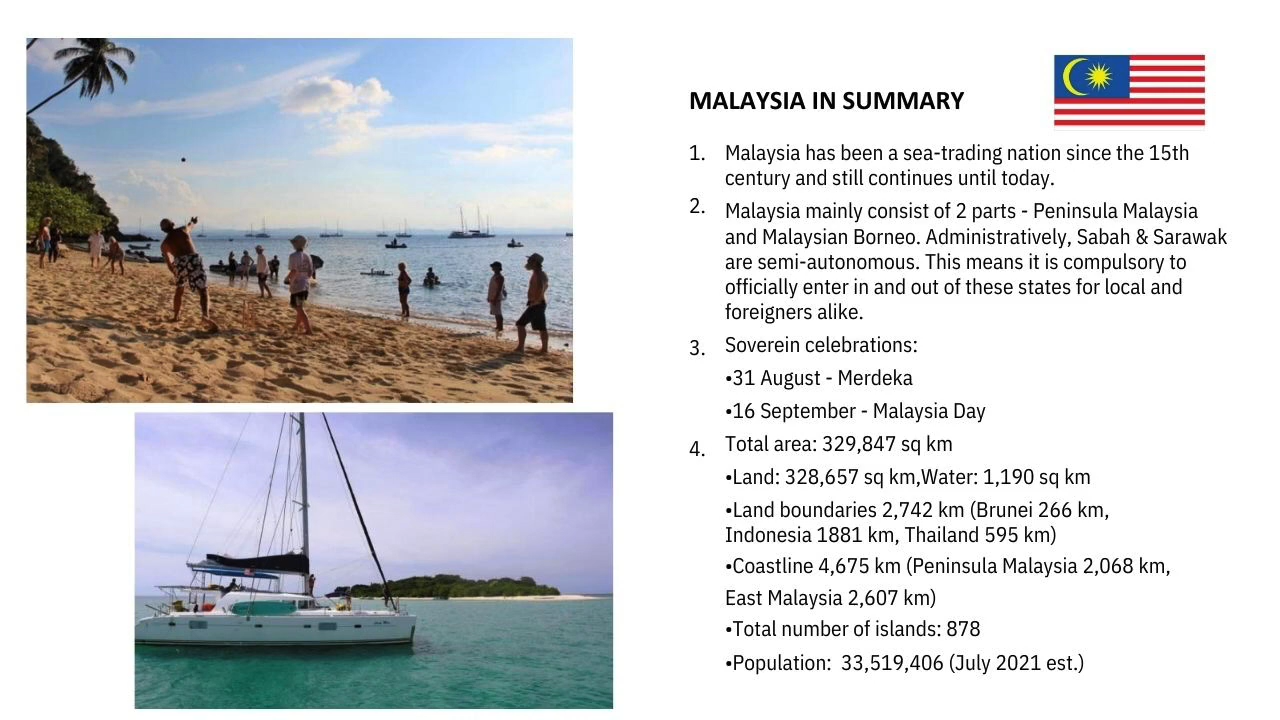 MALAYSIA IN SUMMARY
1. Malaysia has been a sea-trading nation since the 15th
century and still continues until today.
2. Malaysia mainly consist of 2 parts - Peninsula Malaysia
and Malaysian Borneo. Administratively, Sabah & Sarawak
are semi-autonomous. This means it is compulsory to
officially enter in and out of these states for local and
foreigners alike.
3. Soverein celebrations:
•31 August - Merdeka
•16 September - Malaysia Day
4. Total area: 329,847 sq km
•Land: 328,657 sq km,Water: 1,190 sq km
•Land boundaries 2,742 km (Brunei 266 km,
Indonesia 1881 km, Thailand 595 km)
•Coastline 4,675 km (Peninsula Malaysia 2,068 km,
East Malaysia 2,607 km)
•Total number of islands: 878
•Population:  33,519,406 (July 2021 est.)